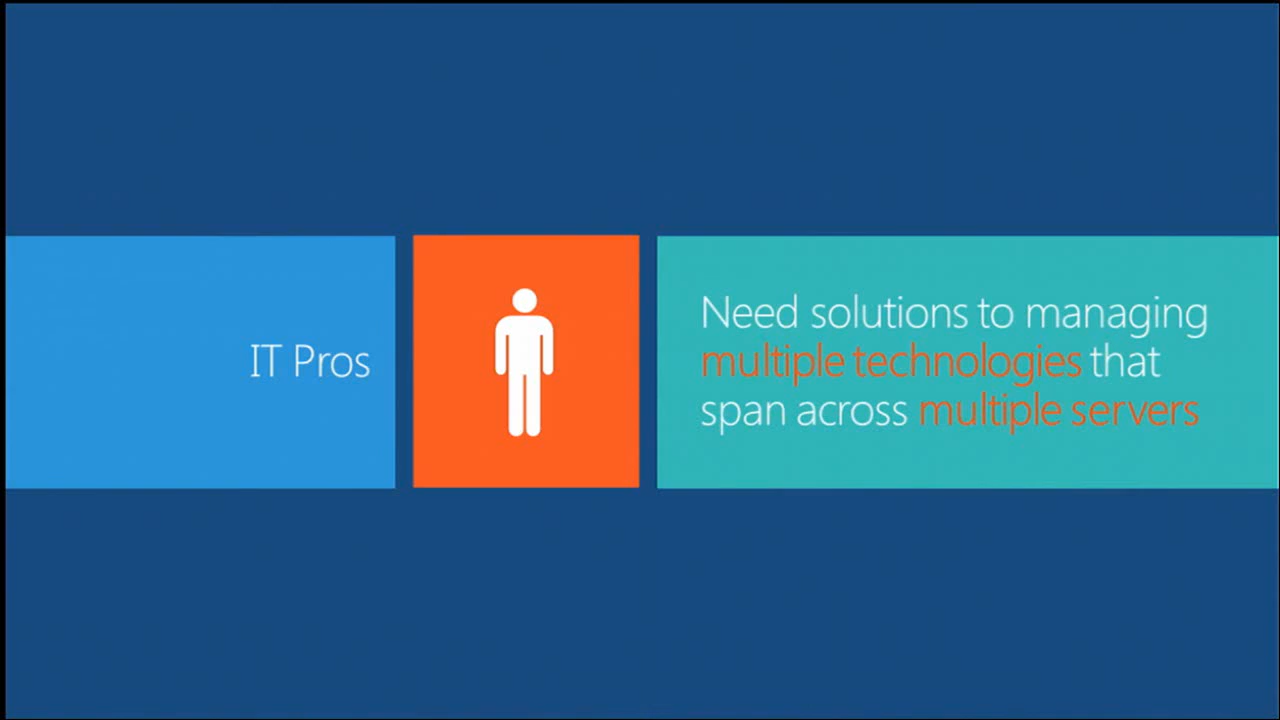 IT Pros
Need solutions to managing
multiple technologies that
span across multiple servers